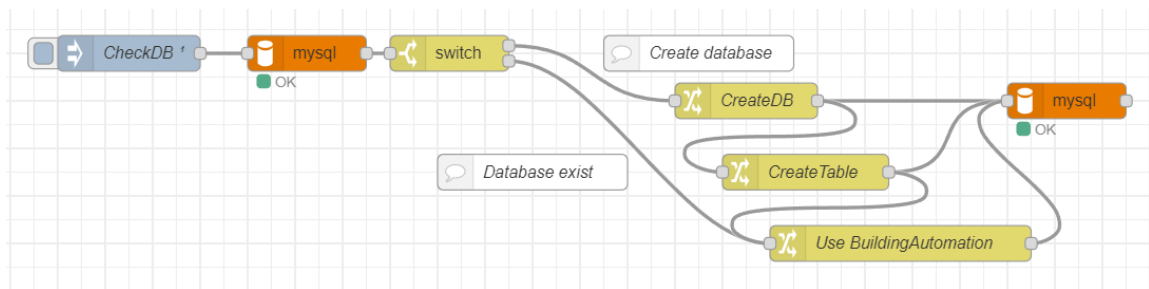 CheckDB ¹
mysql
switch
OK
Create database
CreateDB
mysql
OK
Database exist
CreateTable
Use BuildingAutomation